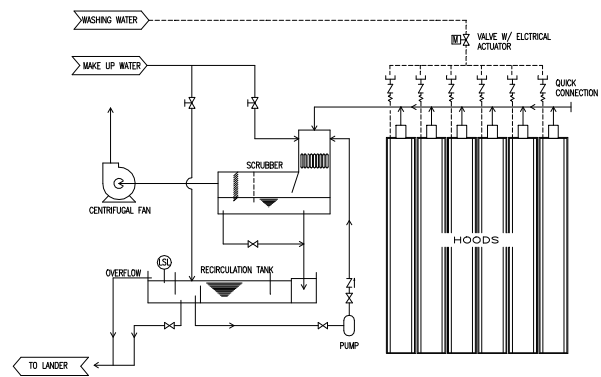 WASHING WATER
M
VALVE W/ ELCTRICAL
ACTUATOR
MAKE UP WATER
QUICK
CONNECTION
SCRUBBER
CENTRIFUGAL FAN
HOODS
LSL
OVERFLOW
RECIRCULATION TANK
PUMP
TO LANDER